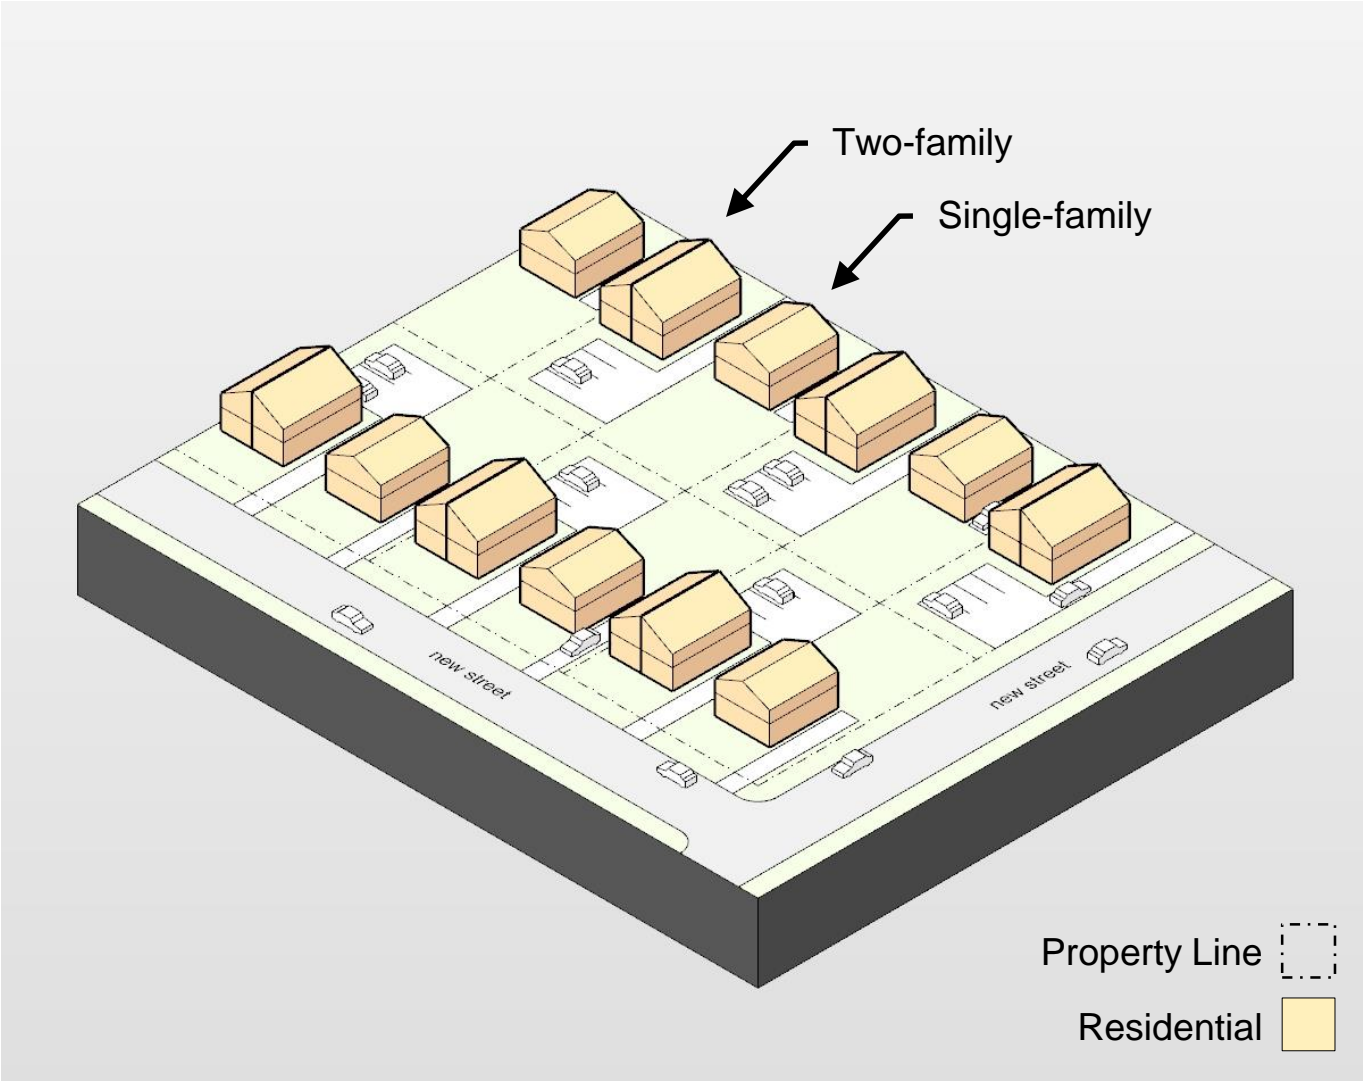 Two-family
Single-family
new street
new street
Property Line
Residential